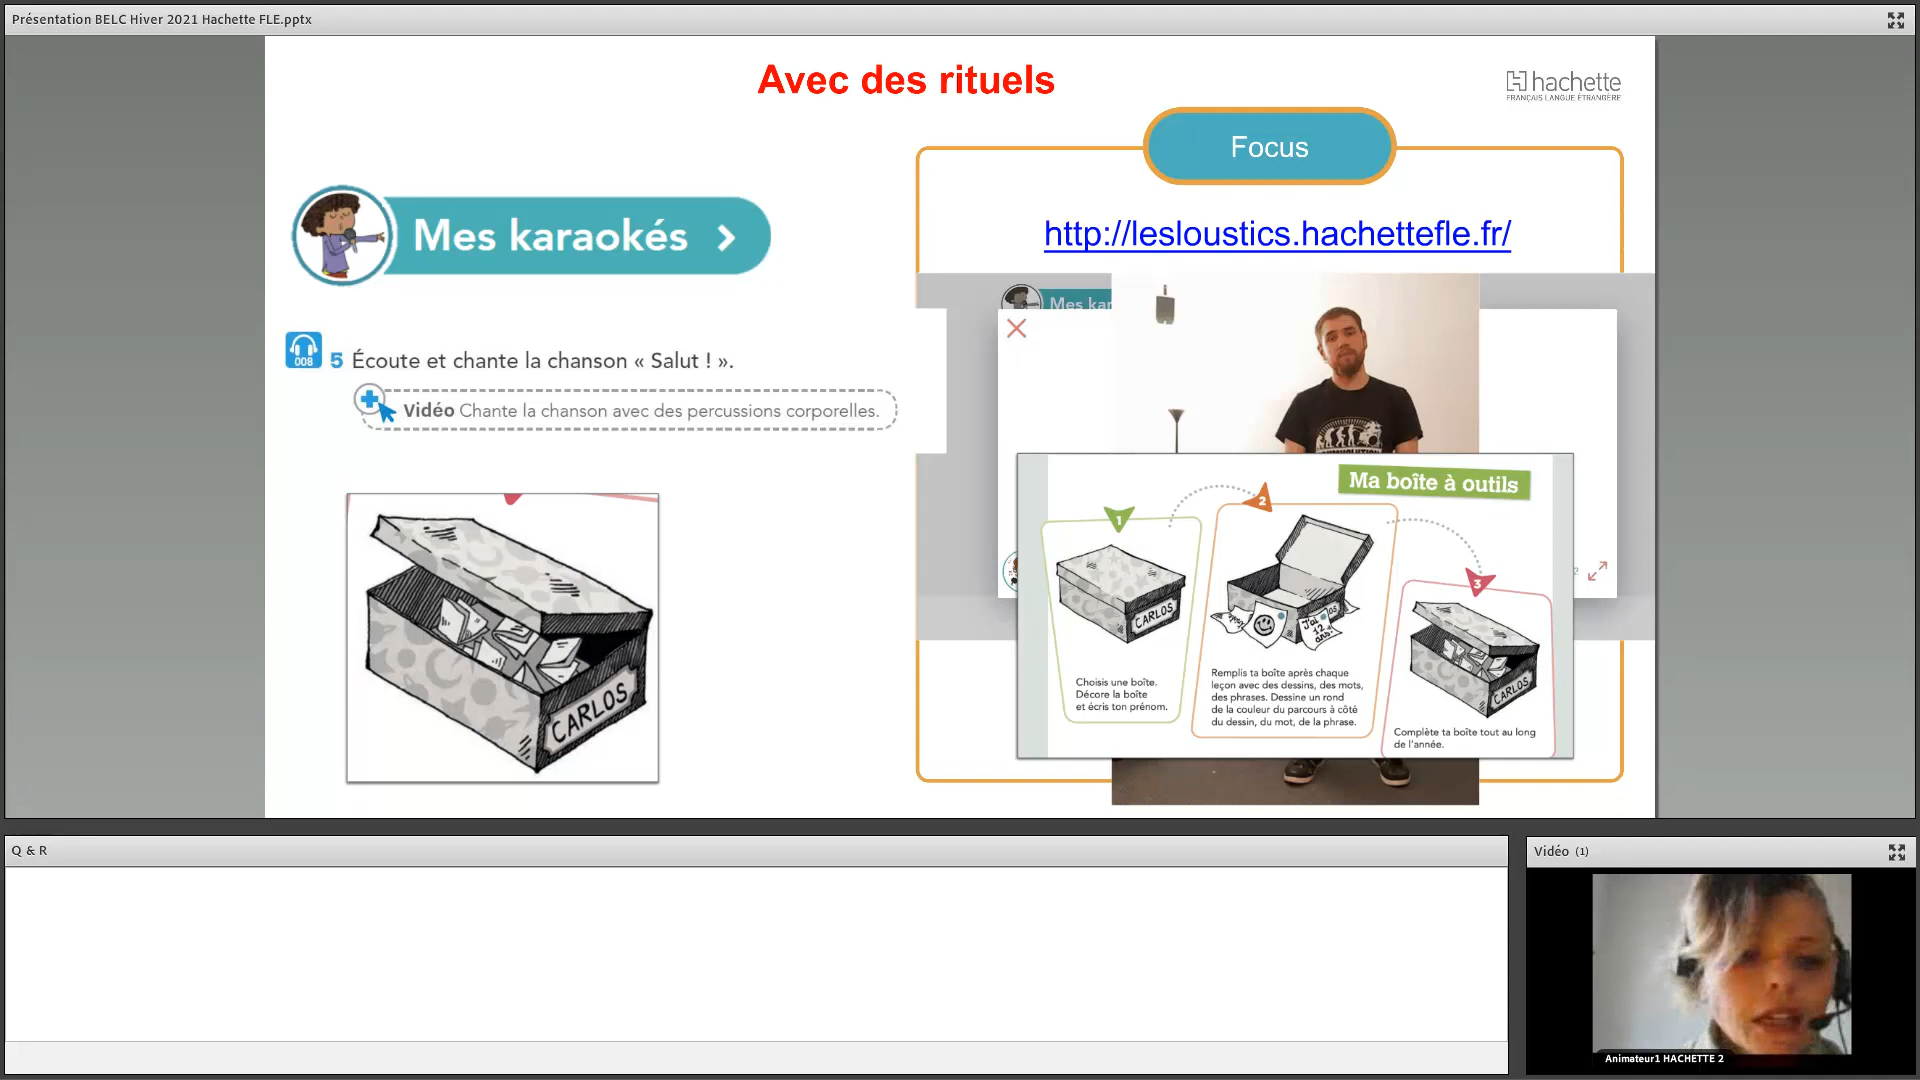 Présentation BELC Hiver 2021 Hachette FLE.pptx
Avec des rituels
hachette
FRANÇAIS LANGUE ÉTRANGÈRE
Focus
Mes karaokés
http://lesloustics.hachettefle.fr/
Mes kar
008
5 Écoute et chante la chanson « Salut ! ».
Vidéo Chante la chanson avec des percussions corporelles.
Ma boîte à outils
1
2
3
CARLOS
J'ai
12
ans.
CARLOS
CARLOS
Choisis une boîte.
Décore la boîte
et écris ton prénom.
Remplis ta boîte après chaque
leçon avec des dessins, des mots,
des phrases. Dessine un rond
de la couleur du parcours à côté
du dessin, du mot, de la phrase.
Complète ta boîte tout au long
de l'année.
Q & R
Vidéo (1)
Animateur1 HACHETTE 2